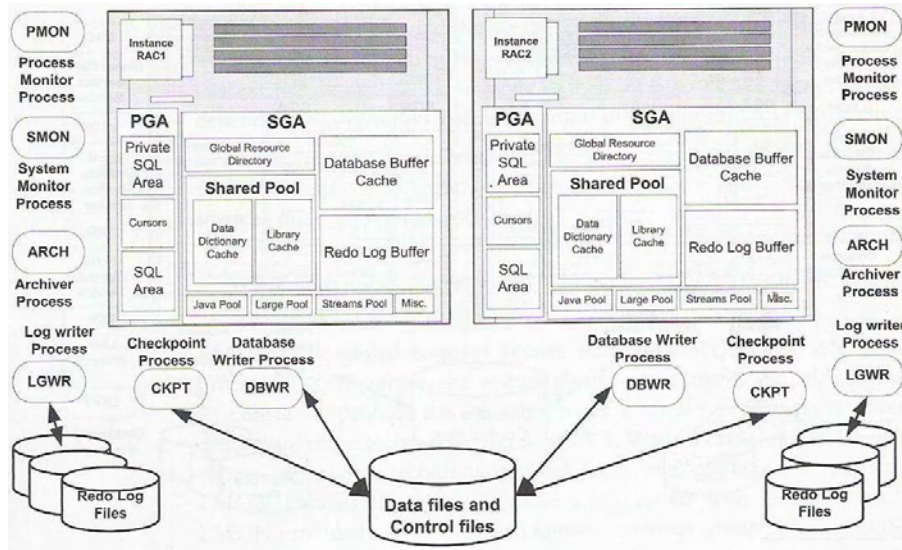 PMON
Process
Monitor
Process
SMON
System
Monitor
Process
ARCH
Archiver
Process
Log writer
Process
LGWR
Redo Log
Files
Instance
RAC1
PGA
Private
SQL
Area
Cursors
SQL
Area
SGA
Global Resource
Directory
Shared Pool
Data
Dictionary
Cache
Library
Cache
Database Buffer
Cache
Redo Log Buffer
Java Pool
Large Pool
Streams Pool
Misc.
Checkpoint
Process
CKPT
Database
Writer Process
DBWR
Data files and
Control files
Instance
RAC2
PGA
Private
SQL
Area
Cursors
SQL
Area
SGA
Global Resource
Directory
Shared Pool
Data
Dictionary
Cache
Library
Cache
Database Buffer
Cache
Redo Log Buffer
Java Pool
Large Pool
Streams Pool
Misc.
Database Writer
Process
DBWR
Checkpoint
Process
CKPT
PMON
Process
Monitor
Process
SMON
System
Monitor
Process
ARCH
Archiver
Process
Log writer
Process
LGWR
Redo Log
Files